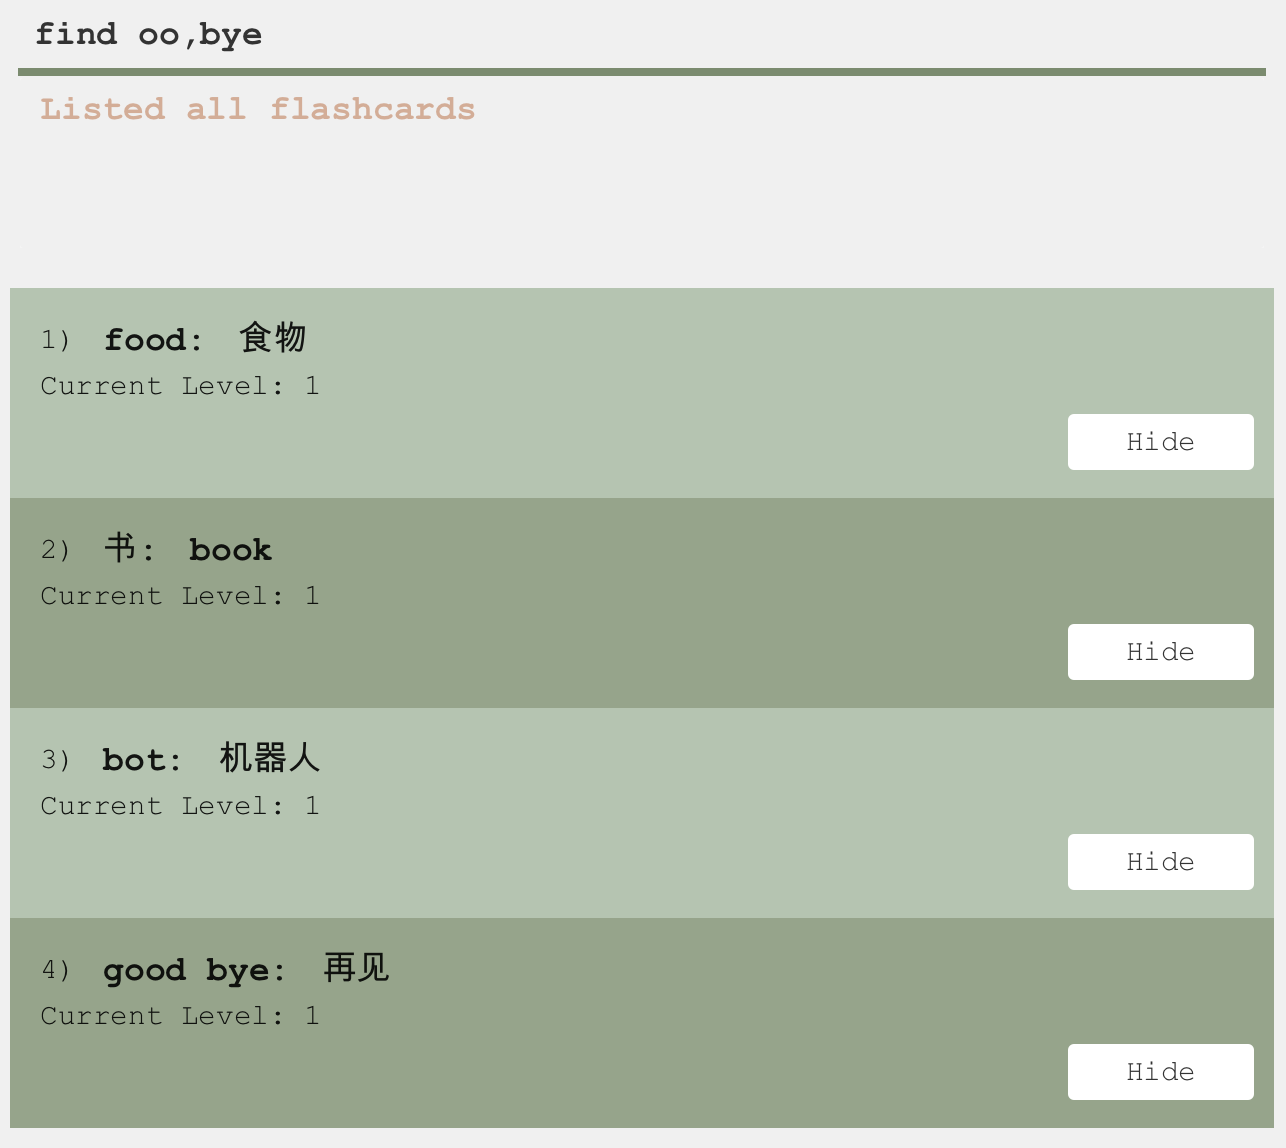 find oo,bye
Listed all flashcards
1) food: 食物
Current Level: 1
Hide
2) 书: book
Current Level: 1
Hide
3) bot: 机器人
Current Level: 1
Hide
4) good bye: 再见
Current Level: 1
Hide